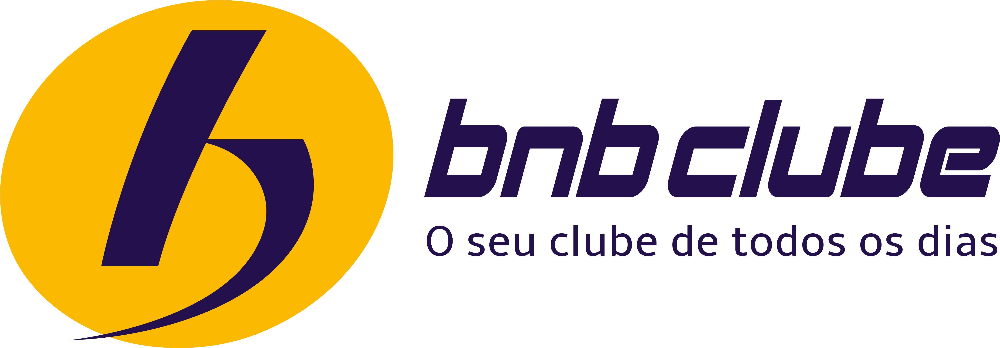 b
bnb clube
O seu clube de todos os dias